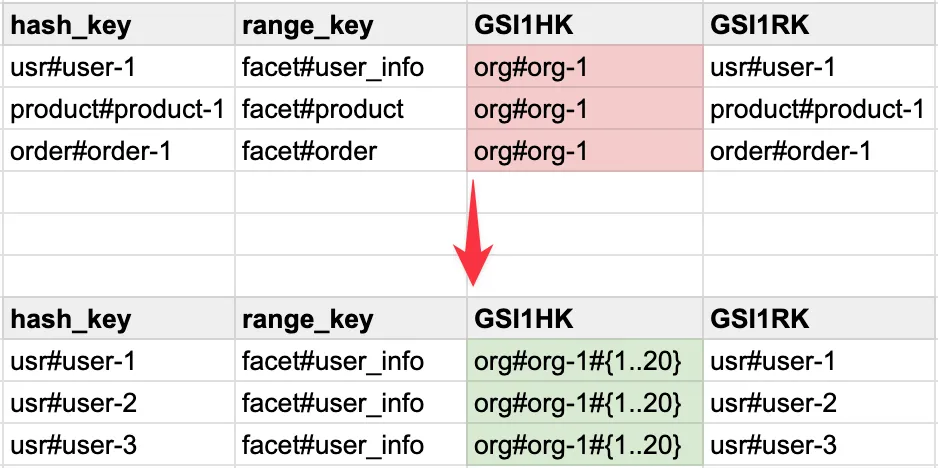 hash_key range_key GSI1HK GSI1RK
usr#user-1 facet#user_info org#org-1 usr#user-1
product#product-1 facet#product org#org-1 product#product-1
order#order-1 facet#order org#org-1 order#order-1
hash_key range_key GSI1HK GSI1RK
usr#user-1 facet#user_info org#org-1#{1..20} usr#user-1
usr#user-2 facet#user_info org#org-1#{1..20} usr#user-2
usr#user-3 facet#user_info org#org-1#{1..20} usr#user-3